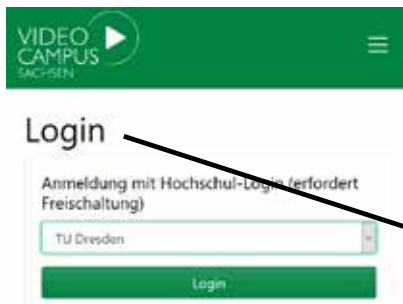 VIDEO
CAMPUS
SACHSEN
Login
Anmeldung mit Hochschul-Login (erfordert
Freischaltung)
TU Dresden
Login